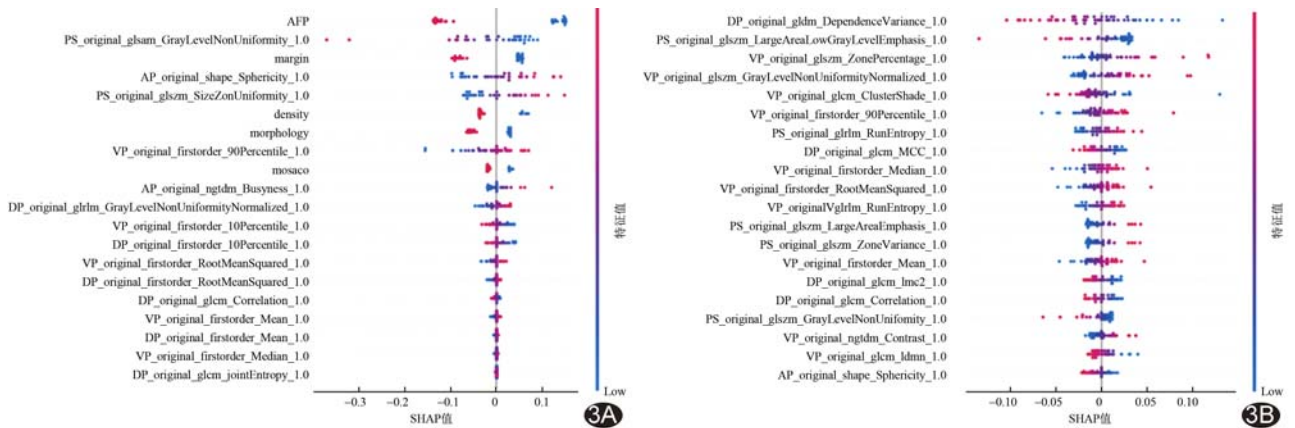 AFP
PS_original_glsam_GrayLevelNonUniformity_1.0
margin
AP_original_shape_Sphericity_1.0
PS_original_glszm_SizeZonUniformity_1.0
density
morphology
VP_original_firstorder_90Percentile_1.0
mosaco
AP_original_ngtdm_Busyness_1.0
DP_original_glrlm_GrayLevelNonUniformityNormalized_1.0
VP_original_firstorder_10Percentile_1.0
DP_original_firstorder_10Percentile_1.0
VP_original_firstorder_RootMeanSquared_1.0
DP_original_firstorder_RootMeanSquared_1.0
DP_original_glcm_Correlation_1.0
VP_original_firstorder_Mean_1.0
DP_original_firstorder_Mean_1.0
VP_original_firstorder_Median_1.0
DP_original_glcm_jointEntropy_1.0
−0.3 −0.2 −0.1 0 0.1
SHAP值
High
特征值
Low
3A
DP_original_gldm_DependenceVariance_1.0
PS_original_glszm_LargeAreaLowGrayLevelEmphasis_1.0
VP_original_glszm_ZonePercentage_1.0
VP_original_glszm_GrayLevelNonUniformityNormalized_1.0
VP_original_glcm_ClusterShade_1.0
VP_original_firstorder_90Percentile_1.0
PS_original_glrlm_RunEntropy_1.0
DP_original_glcm_MCC_1.0
VP_original_firstorder_Median_1.0
VP_original_firstorder_RootMeanSquared_1.0
VP_originalVglrlm_RunEntropy_1.0
PS_original_glszm_LargeAreaEmphasis_1.0
PS_original_glszm_ZoneVariance_1.0
VP_original_firstorder_Mean_1.0
DP_original_glcm_lmc2_1.0
DP_original_glcm_Correlation_1.0
PS_original_glszm_GrayLevelNonUnifomity_1.0
VP_original_ngtdm_Contrast_1.0
VP_original_glcm_ldmn_1.0
AP_original_shape_Sphericity_1.0
−0.10 −0.05 0 0.05 0.10
SHAP值
High
特征值
Low
3B